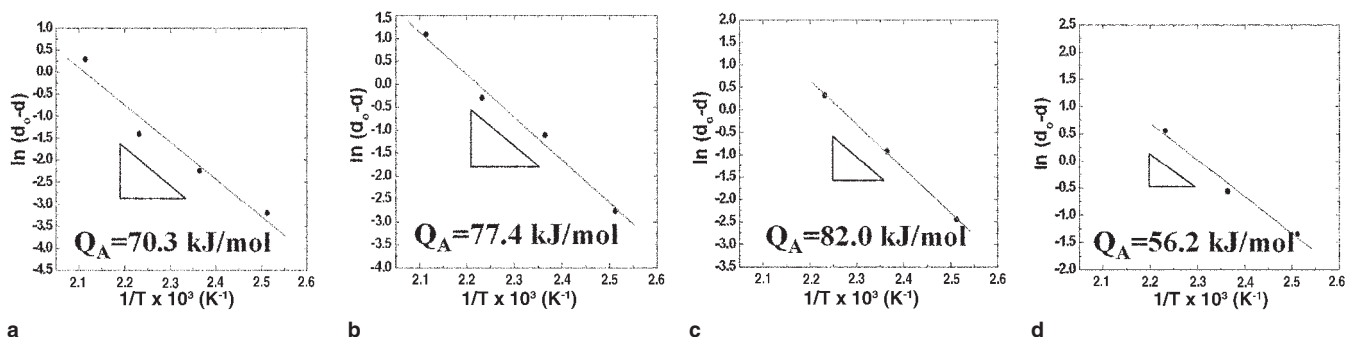 1.0
0.5
0.0
-0.5
-1.0
-1.5
-2.0
-2.5
-3.0
-3.5
-4.0
-4.5
ln (d₀-d)
Q_A=70.3 kJ/mol
2.1 2.2 2.3 2.4 2.5 2.6
1/T x 10³ (K⁻¹)
a
1.5
1.0
0.5
0.0
-0.5
-1.0
-1.5
-2.0
-2.5
-3.0
-3.5
-4.0
ln (d₀-d)
Q_A=77.4 kJ/mol
2.1 2.2 2.3 2.4 2.5 2.6
1/T x 10³ (K⁻¹)
b
2.0
1.5
1.0
0.5
0.0
-0.5
-1.0
-1.5
-2.0
-2.5
-3.0
-3.5
ln (d₀-d)
Q_A=82.0 kJ/mol
2.1 2.2 2.3 2.4 2.5 2.6
1/T x 10³ (K⁻¹)
c
2.5
2.0
1.5
1.0
0.5
0.0
-0.5
-1.0
-1.5
-2.0
ln (d₀-d)
Q_A=56.2 kJ/mol
2.1 2.2 2.3 2.4 2.5 2.6
1/T x 10³ (K⁻¹)
d